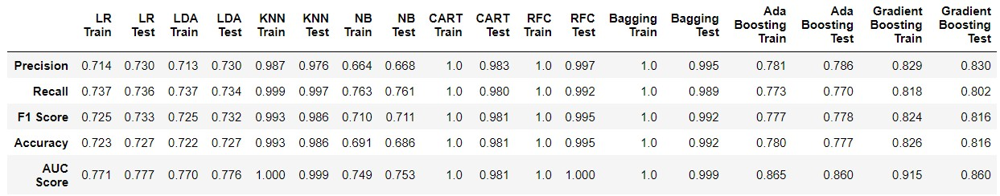 LR Train LR Test LDA Train LDA Test KNN Train KNN Test NB Train NB Test CART Train CART Test RFC Train RFC Test Bagging Train Bagging Test Ada Boosting Train Ada Boosting Test Gradient Boosting Train Gradient Boosting Test
Precision 0.714 0.730 0.713 0.730 0.987 0.976 0.664 0.668 1.0 0.983 1.0 0.997 1.0 0.995 0.781 0.786 0.829 0.830
Recall 0.737 0.736 0.737 0.734 0.999 0.997 0.763 0.761 1.0 0.980 1.0 0.992 1.0 0.989 0.773 0.770 0.818 0.802
F1 Score 0.725 0.733 0.725 0.732 0.993 0.986 0.710 0.711 1.0 0.981 1.0 0.995 1.0 0.992 0.777 0.778 0.824 0.816
Accuracy 0.723 0.727 0.722 0.727 0.993 0.986 0.691 0.686 1.0 0.981 1.0 0.995 1.0 0.992 0.780 0.777 0.826 0.816
AUC Score 0.771 0.777 0.770 0.776 1.000 0.999 0.749 0.753 1.0 0.981 1.0 1.000 1.0 0.999 0.865 0.860 0.915 0.860